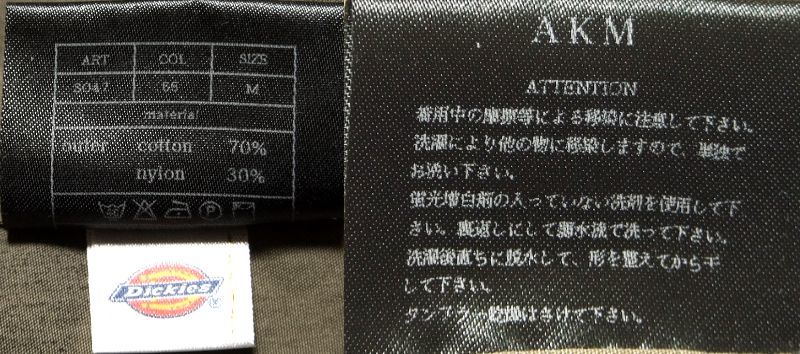 ART COL SIZE
S047 66 M
material
outer cotton 70%
nylon 30%
Dickies®
AKM
ATTENTION
着用中の摩擦等による移染に注意して下さい。
洗濯により他の物に移染しますので、単独で
お洗い下さい。
蛍光増白剤の入っていない洗剤を使用して下
さい。裏返しにして弱水流で洗って下さい。
洗濯後直ちに脱水して、形を整えてから干
して下さい。
タンブラー乾燥はさけて下さい。